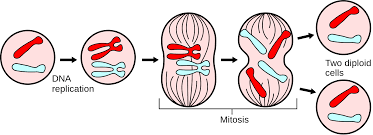 DNA
replication
Mitosis
Two diploid
cells